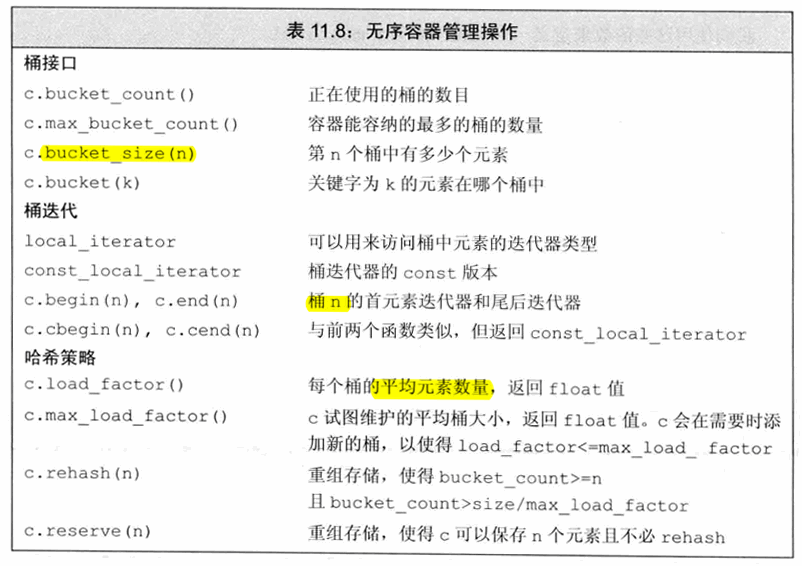 表 11.8：无序容器管理操作
桶接口
c.bucket_count() 正在使用的桶的数目
c.max_bucket_count() 容器能容纳的最多的桶的数量
c.bucket_size(n) 第 n 个桶中有多少个元素
c.bucket(k) 关键字为 k 的元素在哪个桶中
桶迭代
local_iterator 可以用来访问桶中元素的迭代器类型
const_local_iterator 桶迭代器的 const 版本
c.begin(n), c.end(n) 桶 n 的首元素迭代器和尾后迭代器
c.cbegin(n), c.cend(n) 与前两个函数类似，但返回 const_local_iterator
哈希策略
c.load_factor() 每个桶的平均元素数量，返回 float 值
c.max_load_factor() c 试图维护的平均桶大小，返回 float 值。c 会在需要时添
加新的桶，以使得 load_factor<=max_load_ factor
c.rehash(n) 重组存储，使得 bucket_count>=n
且 bucket_count>size/max_load_factor
c.reserve(n) 重组存储，使得 c 可以保存 n 个元素且不必 rehash